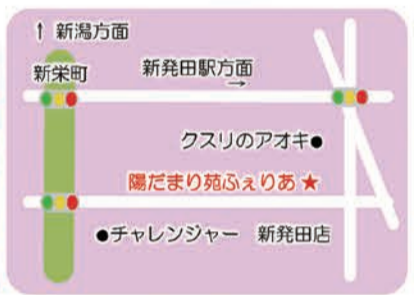 ↑ 新潟方面
新栄町
新発田駅方面
→
クスリのアオキ●
陽だまり苑ふぇりあ★
●チャレンジャー 新発田店